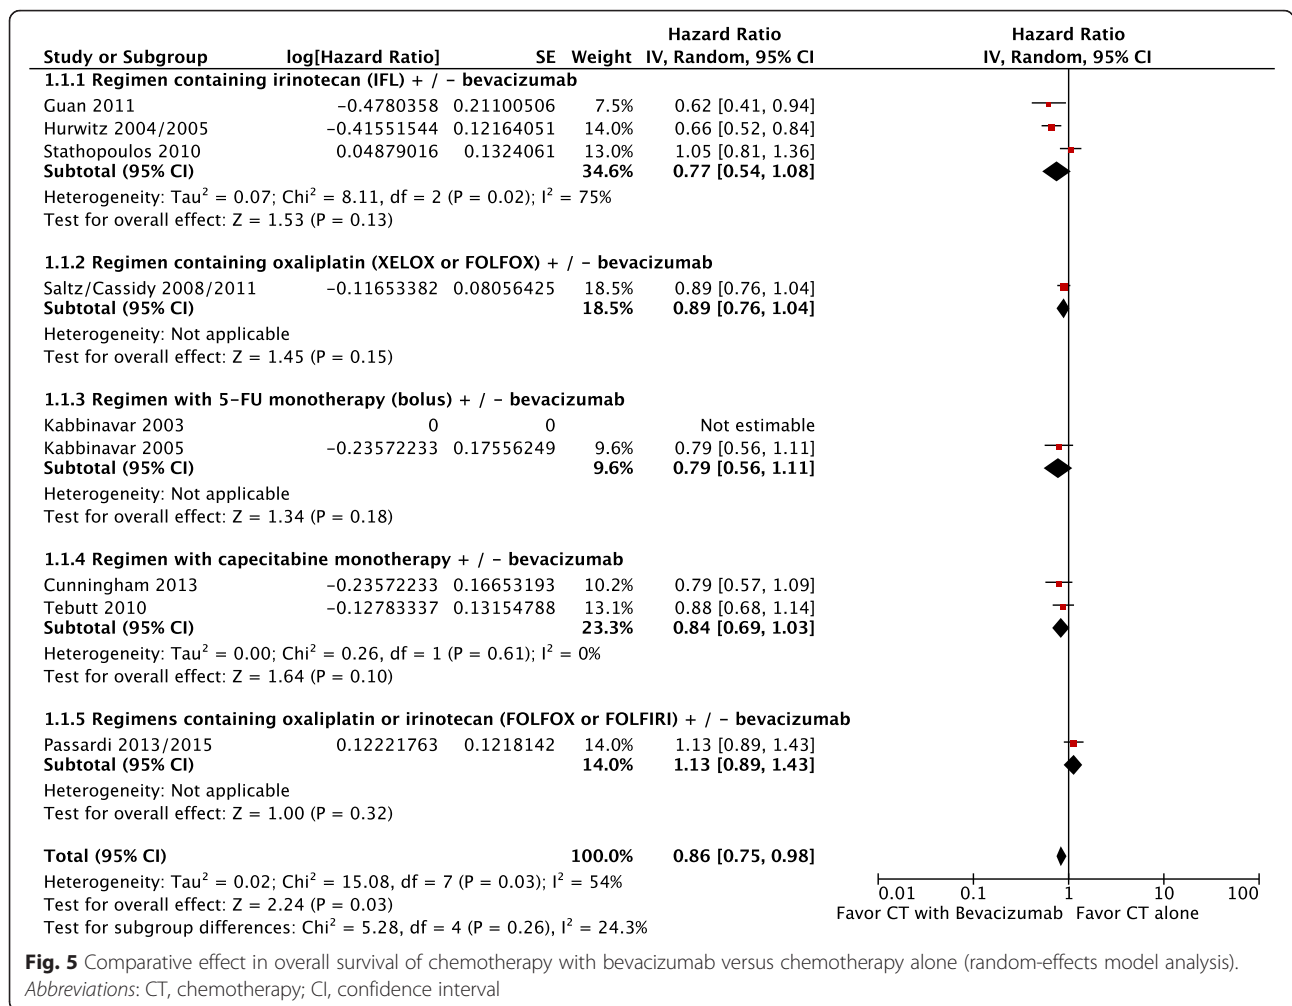 Hazard Ratio Hazard Ratio
Study or Subgroup log[Hazard Ratio] SE Weight IV, Random, 95% CI IV, Random, 95% CI
1.1.1 Regimen containing irinotecan (IFL) + / − bevacizumab
Guan 2011 −0.4780358 0.21100506 7.5% 0.62 [0.41, 0.94]
Hurwitz 2004/2005 −0.41551544 0.12164051 14.0% 0.66 [0.52, 0.84]
Stathopoulos 2010 0.04879016 0.1324061 13.0% 1.05 [0.81, 1.36]
Subtotal (95% CI) 34.6% 0.77 [0.54, 1.08]
Heterogeneity: Tau² = 0.07; Chi² = 8.11, df = 2 (P = 0.02); I² = 75%
Test for overall effect: Z = 1.53 (P = 0.13)
1.1.2 Regimen containing oxaliplatin (XELOX or FOLFOX) + / − bevacizumab
Saltz/Cassidy 2008/2011 −0.11653382 0.08056425 18.5% 0.89 [0.76, 1.04]
Subtotal (95% CI) 18.5% 0.89 [0.76, 1.04]
Heterogeneity: Not applicable
Test for overall effect: Z = 1.45 (P = 0.15)
1.1.3 Regimen with 5−FU monotherapy (bolus) + / − bevacizumab
Kabbinavar 2003 0 0 Not estimable
Kabbinavar 2005 −0.23572233 0.17556249 9.6% 0.79 [0.56, 1.11]
Subtotal (95% CI) 9.6% 0.79 [0.56, 1.11]
Heterogeneity: Not applicable
Test for overall effect: Z = 1.34 (P = 0.18)
1.1.4 Regimen with capecitabine monotherapy + / − bevacizumab
Cunningham 2013 −0.23572233 0.16653193 10.2% 0.79 [0.57, 1.09]
Tebutt 2010 −0.12783337 0.13154788 13.1% 0.88 [0.68, 1.14]
Subtotal (95% CI) 23.3% 0.84 [0.69, 1.03]
Heterogeneity: Tau² = 0.00; Chi² = 0.26, df = 1 (P = 0.61); I² = 0%
Test for overall effect: Z = 1.64 (P = 0.10)
1.1.5 Regimens containing oxaliplatin or irinotecan (FOLFOX or FOLFIRI) + / − bevacizumab
Passardi 2013/2015 0.12221763 0.1218142 14.0% 1.13 [0.89, 1.43]
Subtotal (95% CI) 14.0% 1.13 [0.89, 1.43]
Heterogeneity: Not applicable
Test for overall effect: Z = 1.00 (P = 0.32)
Total (95% CI) 100.0% 0.86 [0.75, 0.98]
Heterogeneity: Tau² = 0.02; Chi² = 15.08, df = 7 (P = 0.03); I² = 54%
Test for overall effect: Z = 2.24 (P = 0.03)
Test for subgroup differences: Chi² = 5.28, df = 4 (P = 0.26), I² = 24.3%
0.01 0.1 1 10 100
Favor CT with Bevacizumab Favor CT alone
Fig. 5 Comparative effect in overall survival of chemotherapy with bevacizumab versus chemotherapy alone (random-effects model analysis).
Abbreviations: CT, chemotherapy; CI, confidence interval